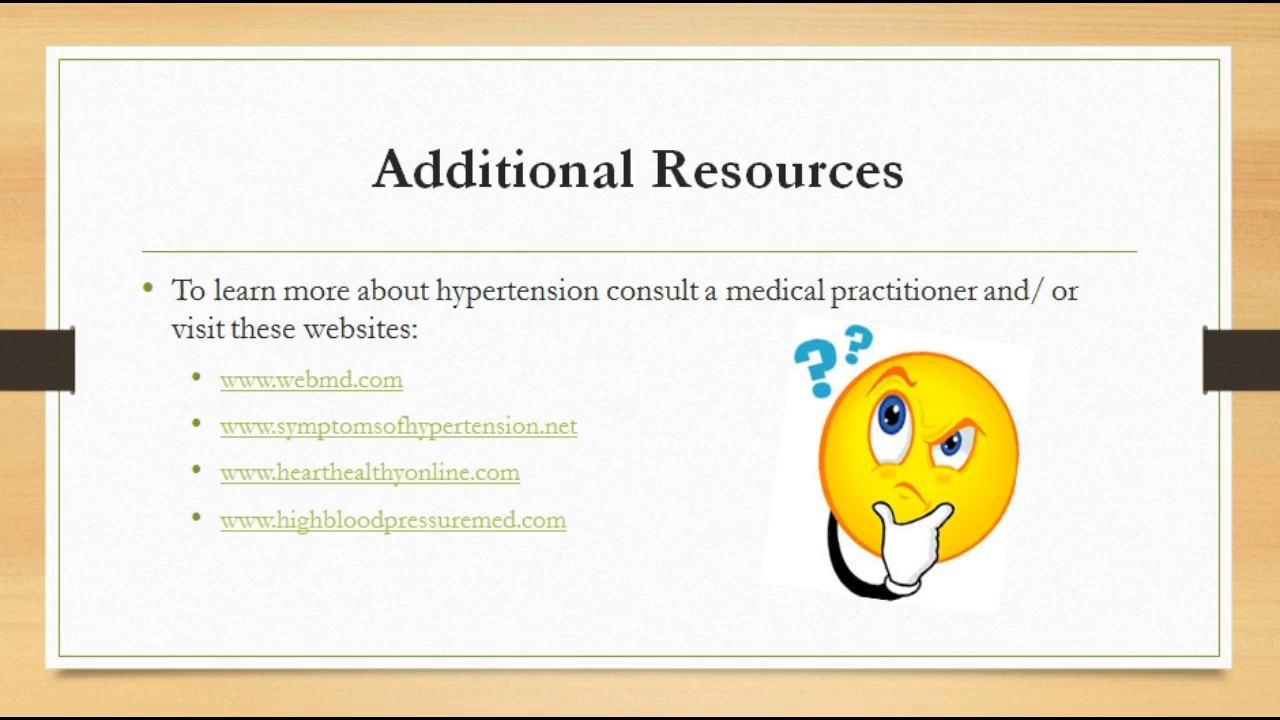 Additional Resources
• To learn more about hypertension consult a medical practitioner and/ or
visit these websites:
• www.webmd.com
• www.symptomsofhypertension.net
• www.hearthealthyonline.com
• www.highbloodpressuremed.com
??